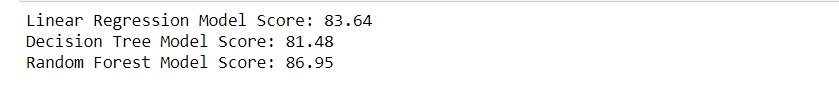 Linear Regression Model Score: 83.64
Decision Tree Model Score: 81.48
Random Forest Model Score: 86.95